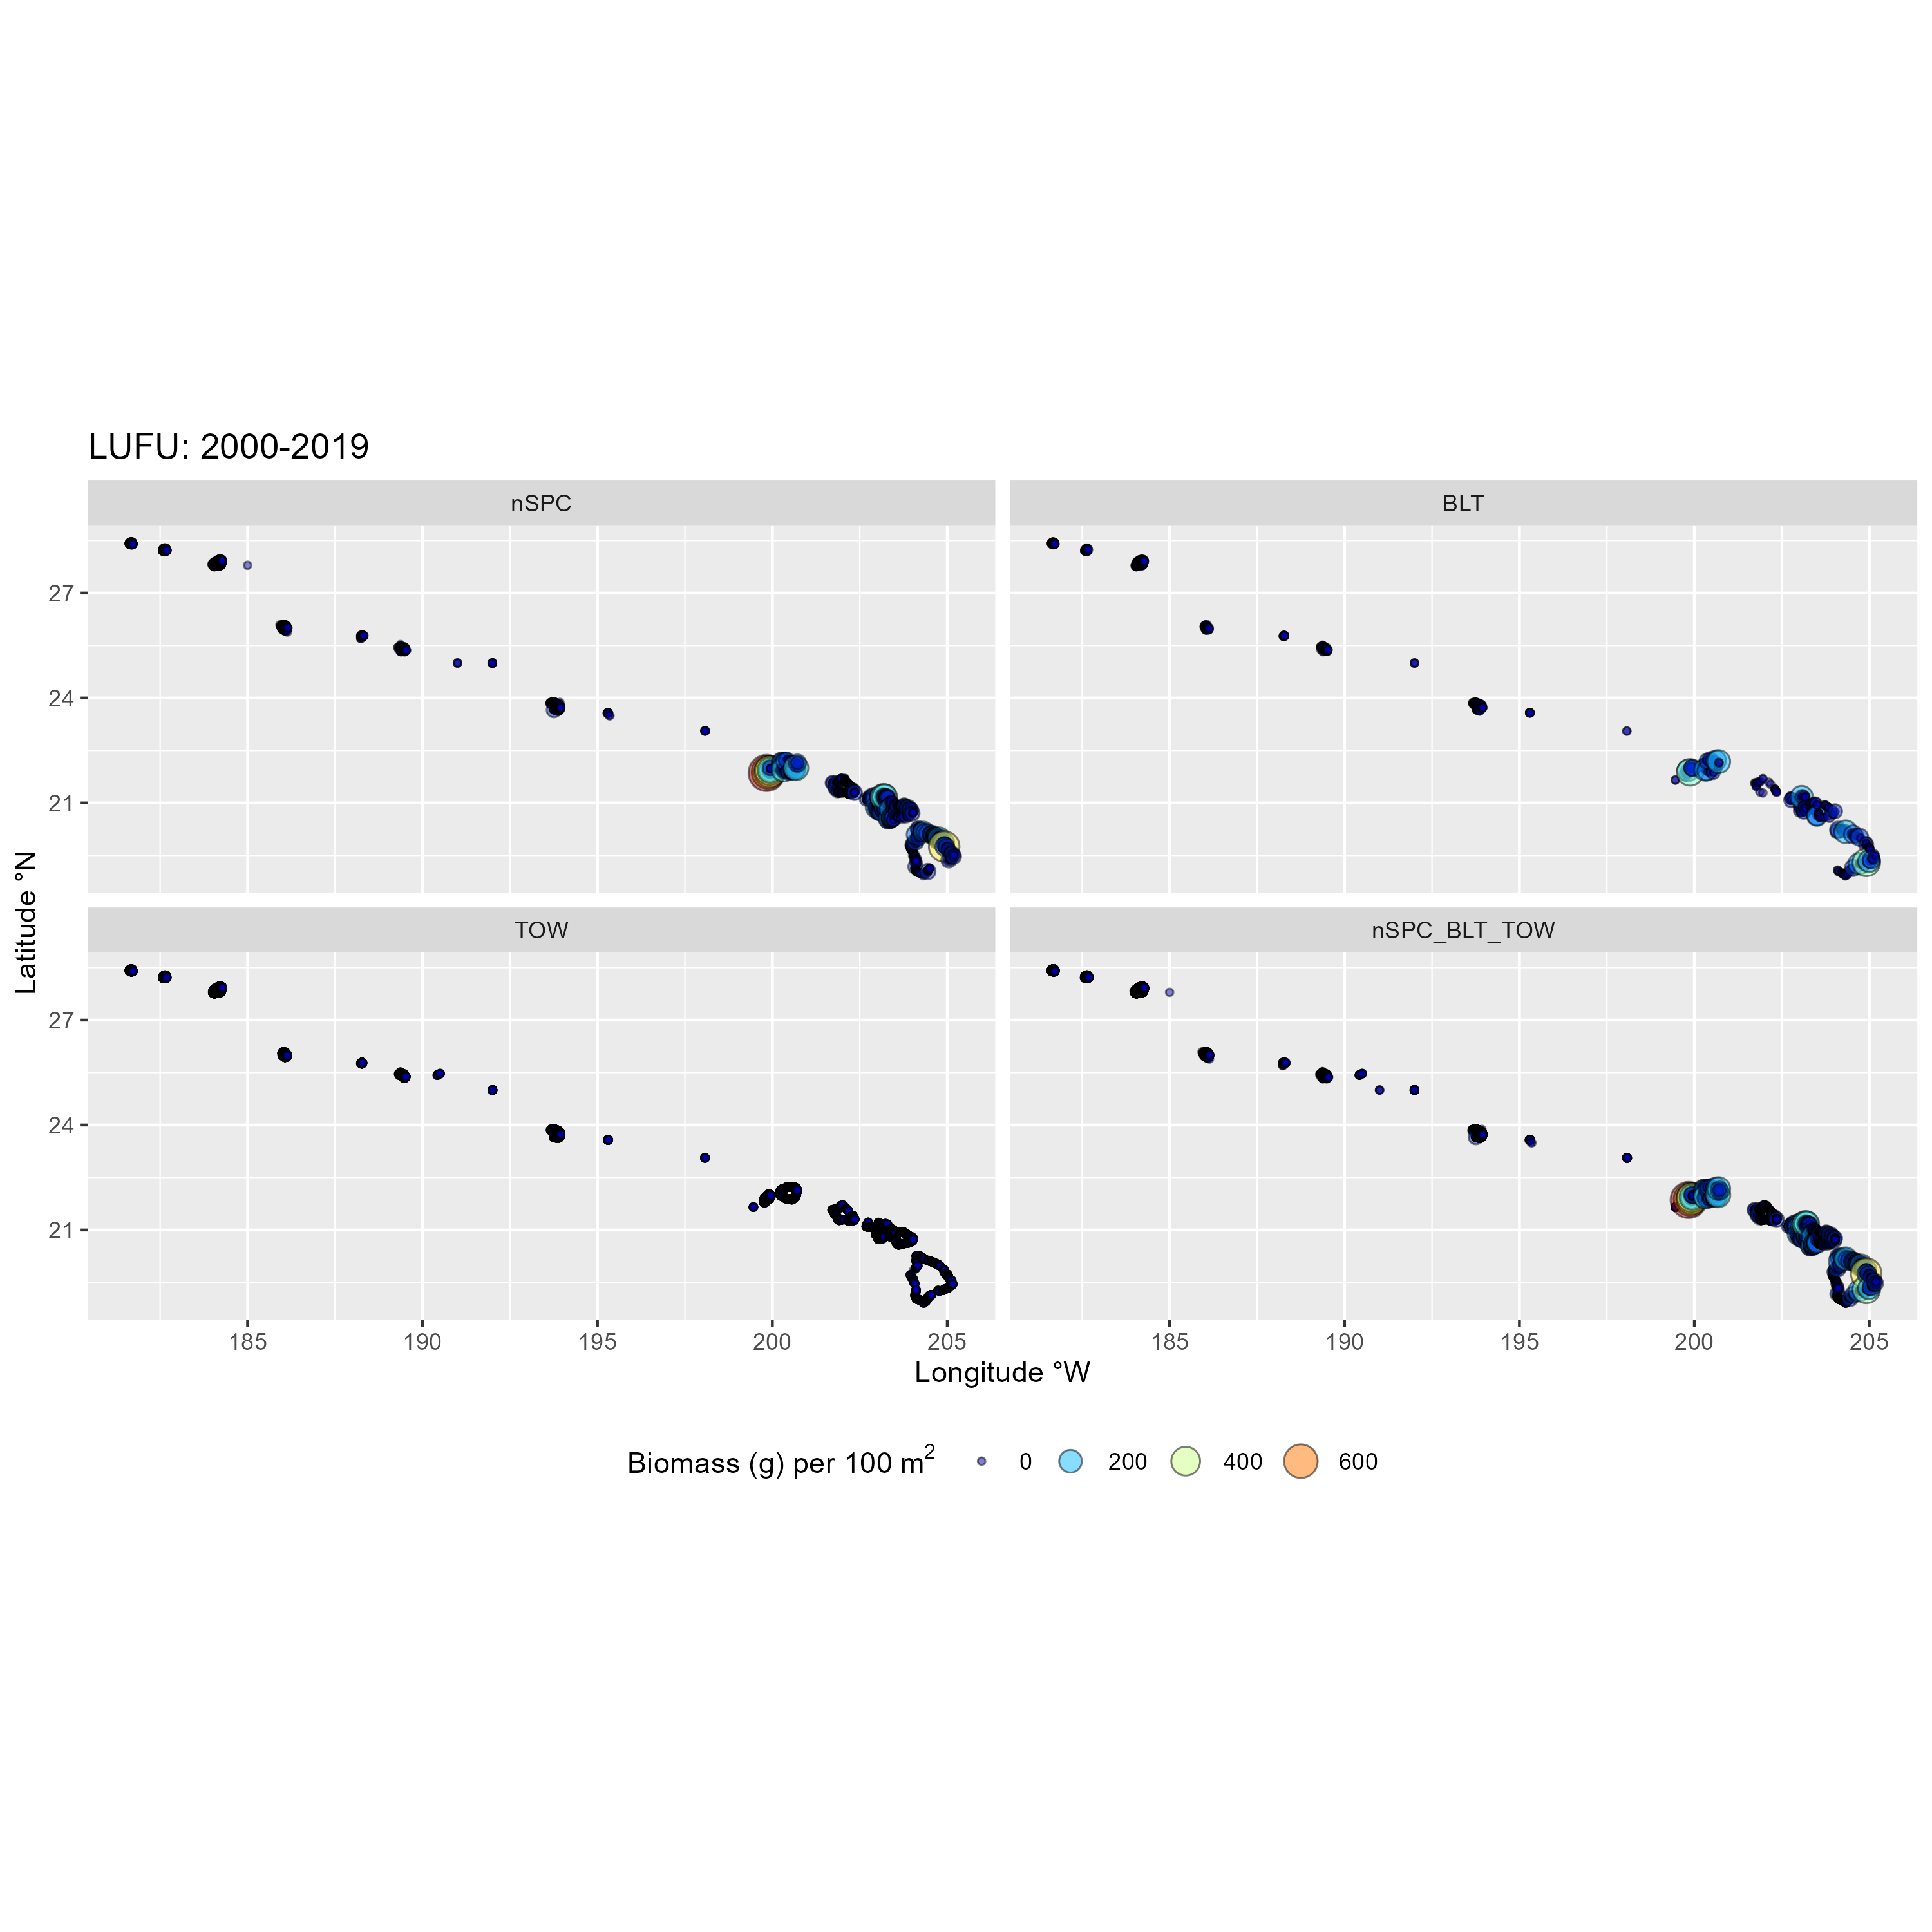 LUFU: 2000-2019
nSPC
BLT
27
24
21
TOW
nSPC_BLT_TOW
27
24
21
185 190 195 200 205 185 190 195 200 205
Latitude °N
Longitude °W
Biomass (g) per 100 m² 0 200 400 600